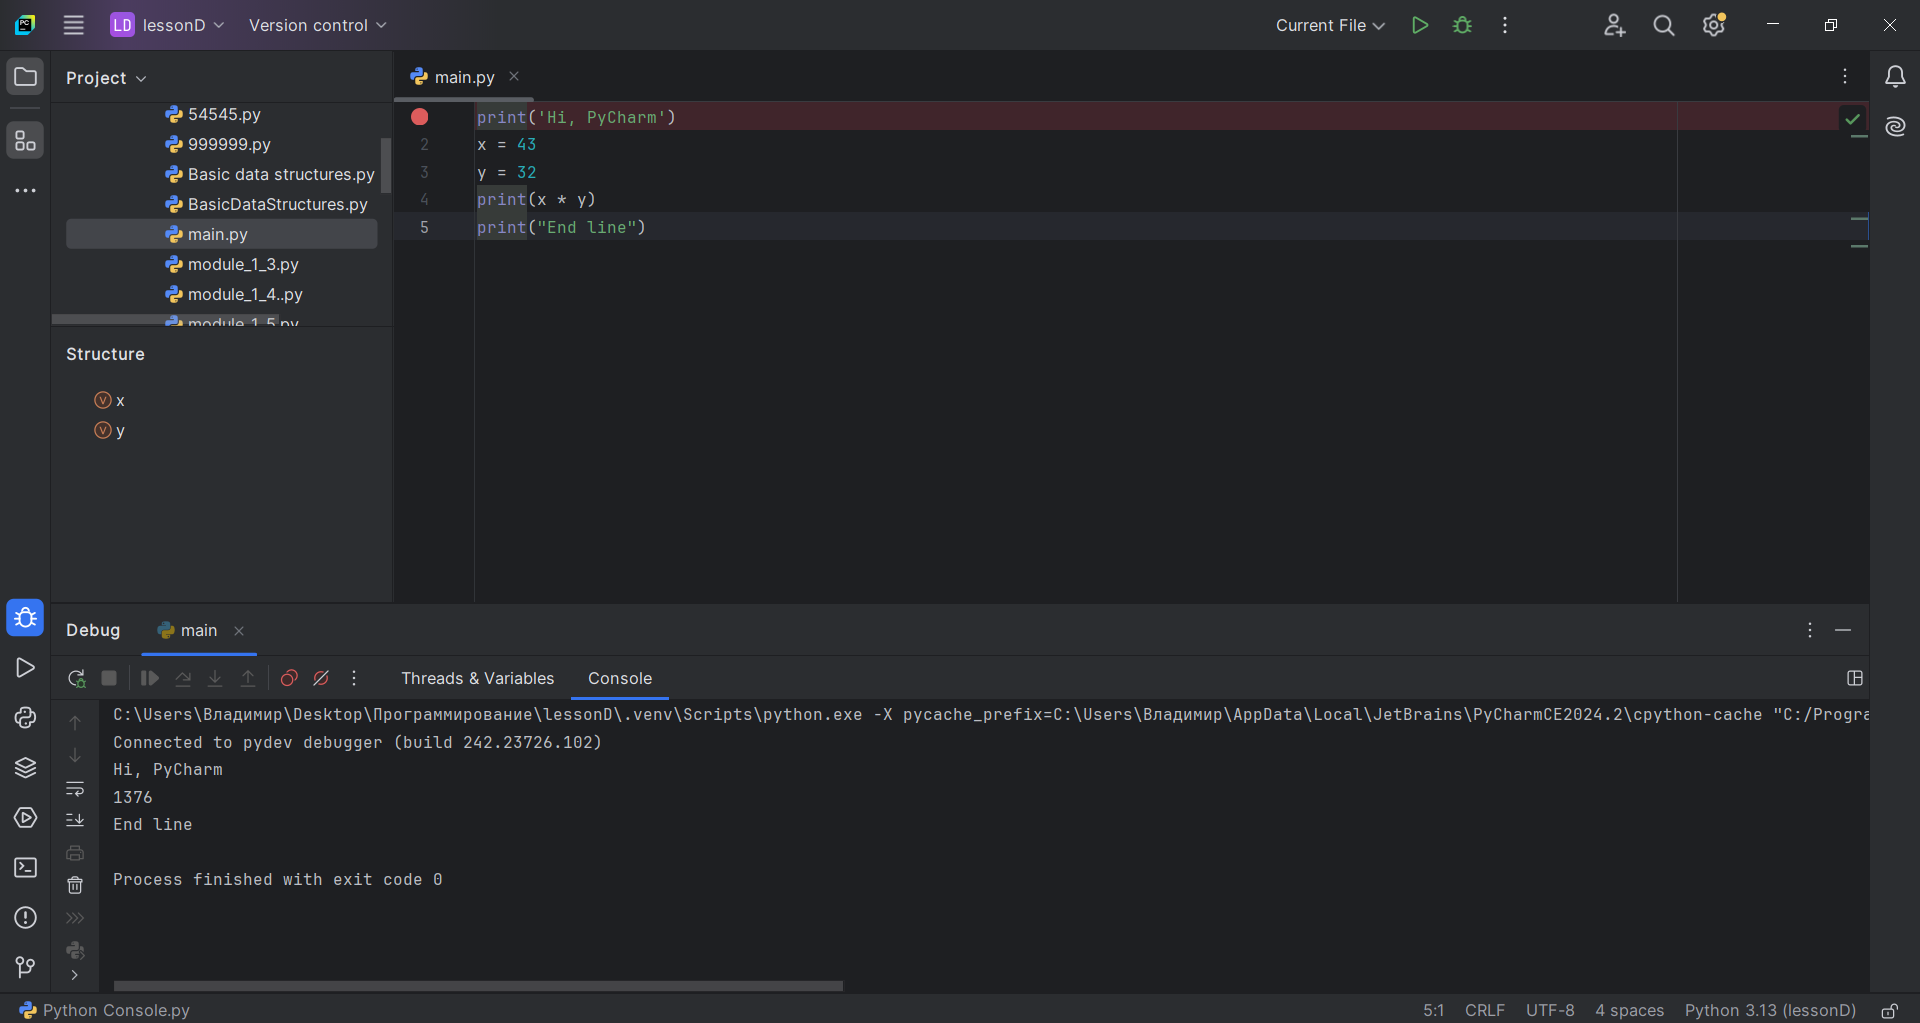 LD lessonD Version control Current File
Project
main.py
54545.py
999999.py
Basic data structures.py
BasicDataStructures.py
main.py
module_1_3.py
module_1_4..py
module_1_5.py
print('Hi, PyCharm')
2 x = 43
3 y = 32
4 print(x * y)
5 print("End line")
Structure
x
y
Debug main
Threads & Variables Console
C:\Users\Владимир\Desktop\Программирование\lessonD\.venv\Scripts\python.exe -X pycache_prefix=C:\Users\Владимир\AppData\Local\JetBrains\PyCharmCE2024.2\cpython-cache "C:/Progra
Connected to pydev debugger (build 242.23726.102)
Hi, PyCharm
1376
End line
Process finished with exit code 0
Python Console.py 5:1 CRLF UTF-8 4 spaces Python 3.13 (lessonD)